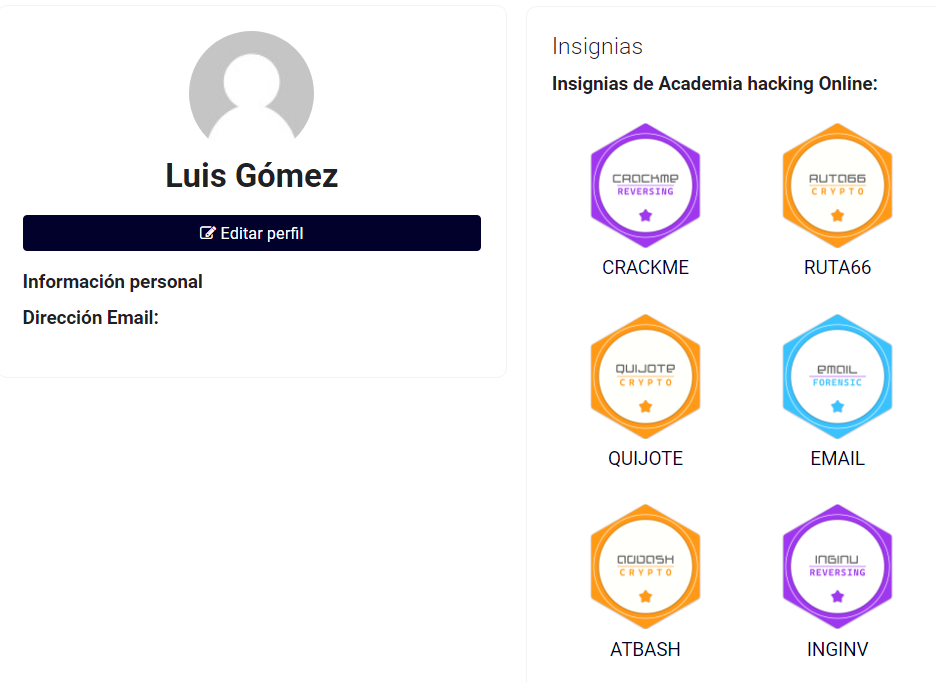 Luis Gómez
Editar perfil
Información personal
Dirección Email:
Insignias
Insignias de Academia hacking Online:
CRACKME
REVERSING
CRACKME
RUTA66
CRYPTO
RUTA66
QUIJOTE
CRYPTO
QUIJOTE
EMAIL
FORENSIC
EMAIL
CRYPTO
ATBASH
INGINV
REVERSING
INGINV